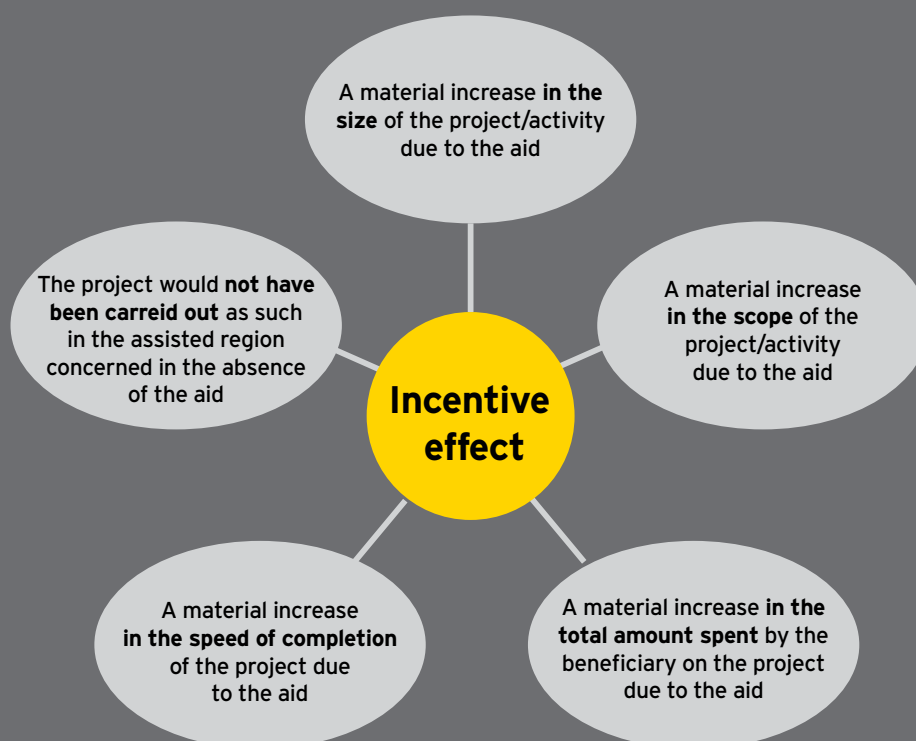 A material increase in the
size of the project/activity
due to the aid
The project would not have
been carreid out as such
in the assisted region
concerned in the absence
of the aid
A material increase
in the scope of the
project/activity
due to the aid
Incentive
effect
A material increase
in the speed of completion
of the project due
to the aid
A material increase in the
total amount spent by the
beneficiary on the project
due to the aid